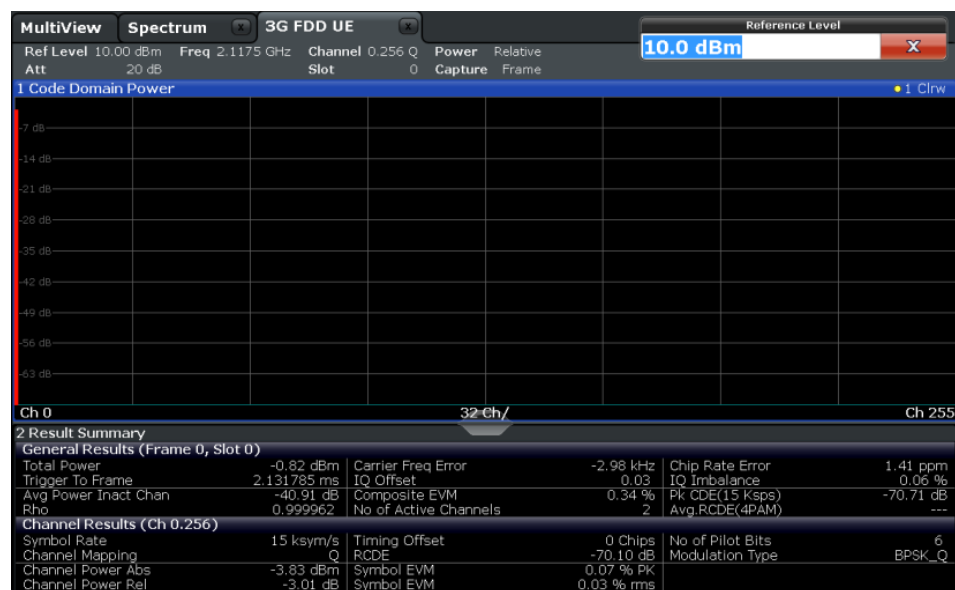 MultiView Spectrum x 3G FDD UE x Reference Level
Ref Level 10.00 dBm Freq 2.1175 GHz Channel 0.256 Q Power Relative 10.0 dBm X
Att 20 dB Slot 0 Capture Frame
1 Code Domain Power 1 Clrw
-7 dB
-14 dB
-21 dB
-28 dB
-35 dB
-42 dB
-49 dB
-56 dB
-63 dB
Ch 0 32 Ch/ Ch 255
2 Result Summary
General Results (Frame 0, Slot 0)
Total Power -0.82 dBm Carrier Freq Error -2.98 kHz Chip Rate Error 1.41 ppm
Trigger To Frame 2.131785 ms IQ Offset 0.03 IQ Imbalance 0.06 %
Avg Power Inact Chan -40.91 dB Composite EVM 0.34 % Pk CDE(15 Ksps) -70.71 dB
Rho 0.999962 No of Active Channels 2 Avg.RCDE(4PAM) ---
Channel Results (Ch 0.256)
Symbol Rate 15 ksym/s Timing Offset 0 Chips No of Pilot Bits 6
Channel Mapping Q RCDE -70.10 dB Modulation Type BPSK_Q
Channel Power Abs -3.83 dBm Symbol EVM 0.07 % PK
Channel Power Rel -3.01 dB Symbol EVM 0.03 % rms